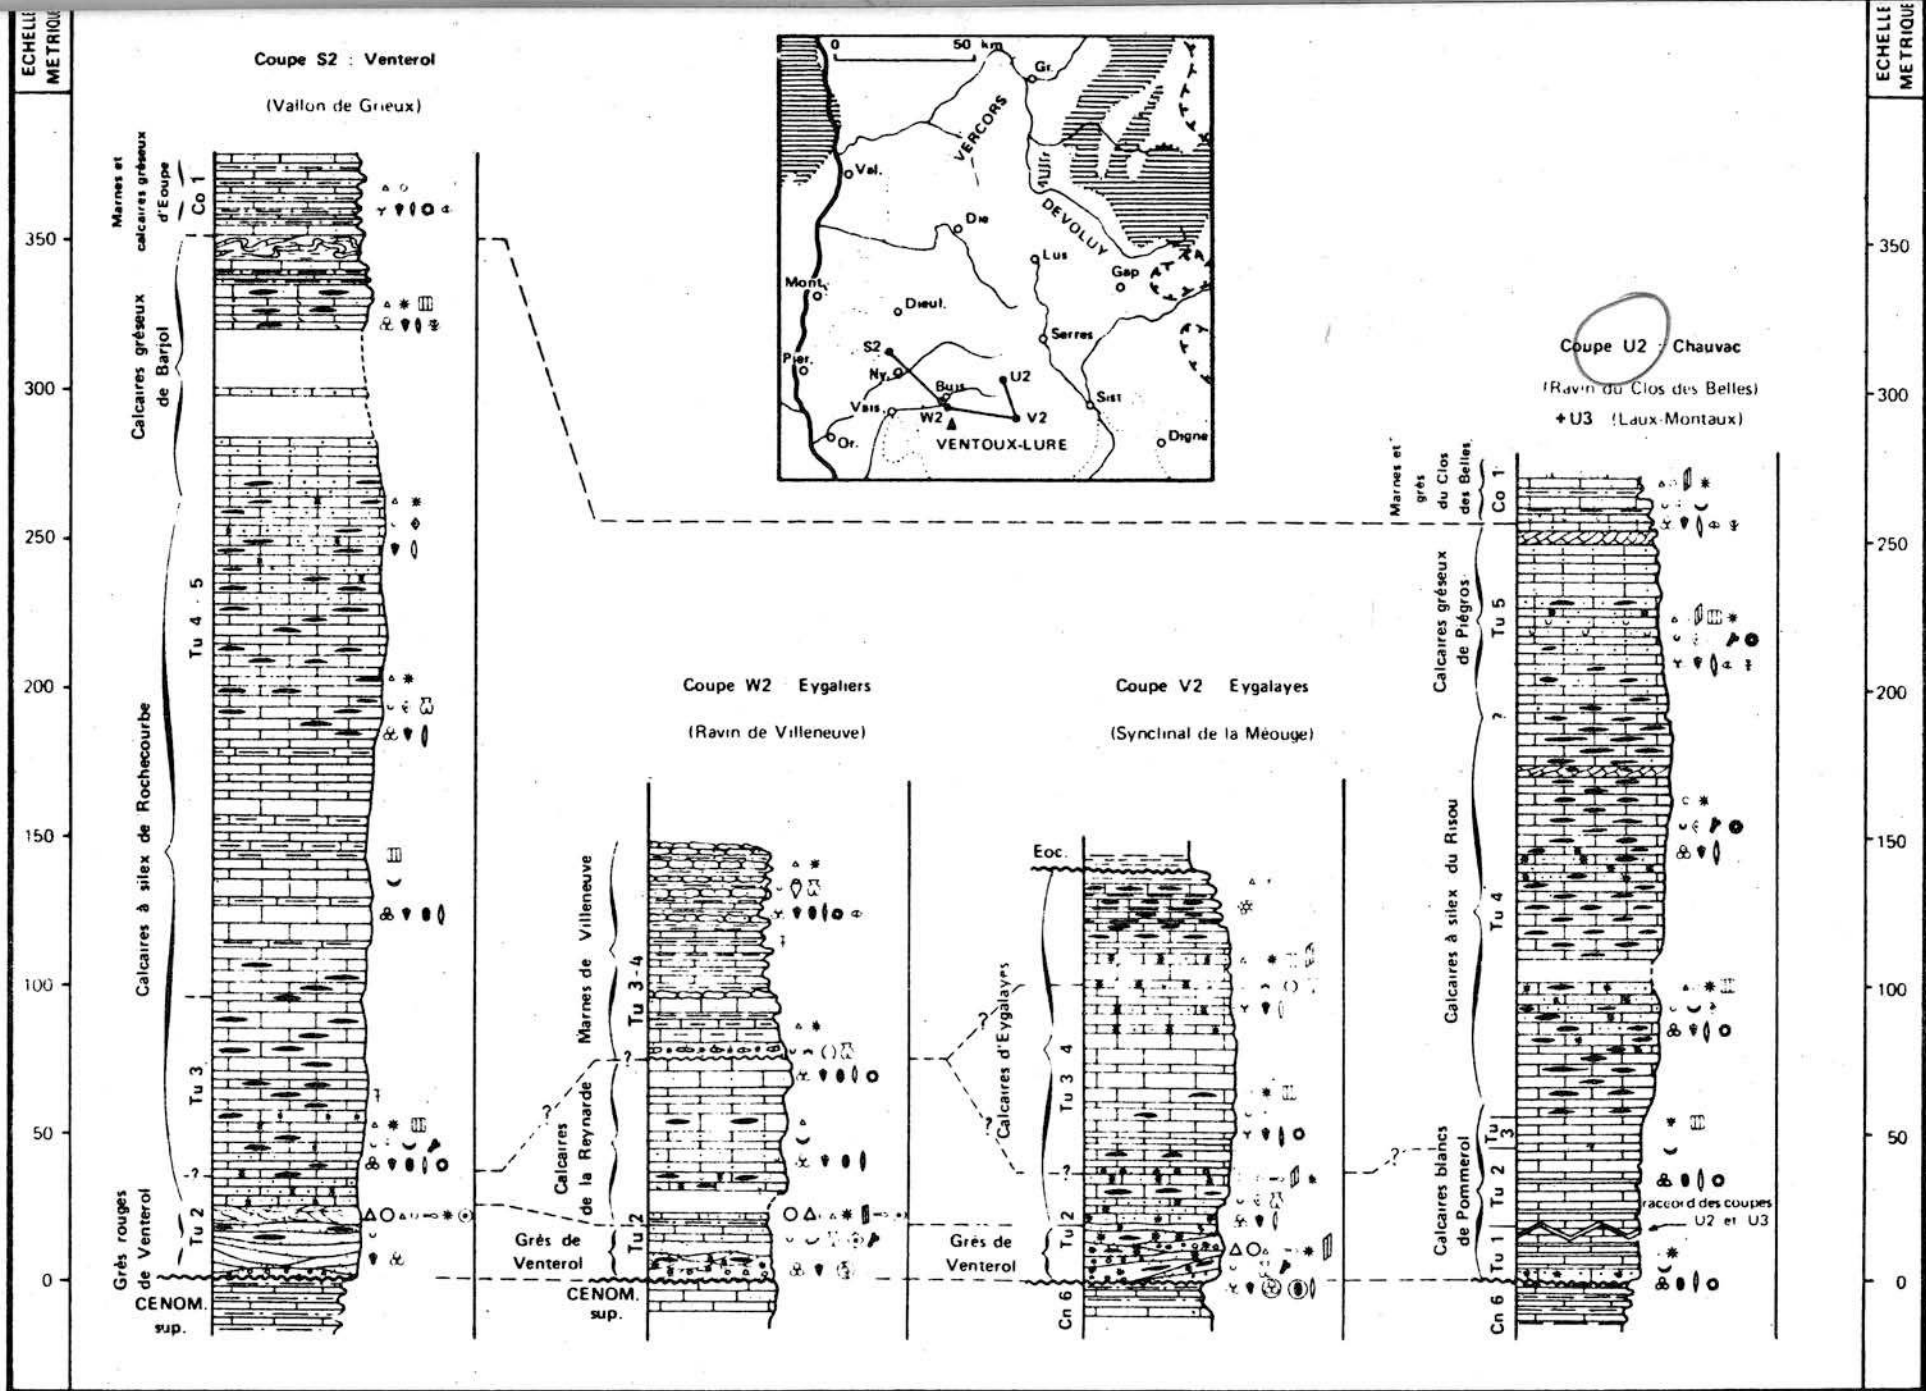 ECHELLE
METRIQUE
350
300
250
200
150
100
50
0
Coupe S2 : Venterol
(Vallon de Grieux)
Marnes et
calcaires gréseux
d'Eoupe
Co 1
Calcaires gréseux
de Barjol
Tu 4 - 5
Calcaires à silex de Rochecourbe
Tu 3
?
Grès rouges
de Venterol
Tu 2
CENOM.
sup.
0 50 km
Gr.
VERCORS
Val.
Die
DEVOLUY
Lus
Gap
Mont.
Dieul.
Serres
S2
Pier.
Ny.
Buis
U2
Vais.
W2
V2
Sist
Or.
VENTOUX-LURE
Digne
Coupe W2 Eygaliers
(Ravin de Villeneuve)
Marnes de Villeneuve
Tu 3-4
?
Calcaires
de la Reynarde
?
Tu 2
Grès de
Venterol
CENOM.
sup.
Coupe V2 Eygalayes
(Synclinal de la Méouge)
Eoc.
Calcaires d'Eygalayes
?
?
Tu 3 4
?
Tu 2
Grès de
Venterol
Cn 6
Coupe U2 : Chauvac
(Ravin du Clos des Belles)
+U3 (Laux-Montaux)
Marnes et
grès
du Clos
des Belles
Co 1
Calcaires gréseux
de Piégros
Tu 5
?
Calcaires à silex du Risou
Tu 4
Tu
3
?
Calcaires blancs
de Pommerol
Tu 2
Tu 1
raccord des coupes
U2 et U3
Cn 6
ECHELLE
METRIQUE
350
300
250
200
150
100
50
0